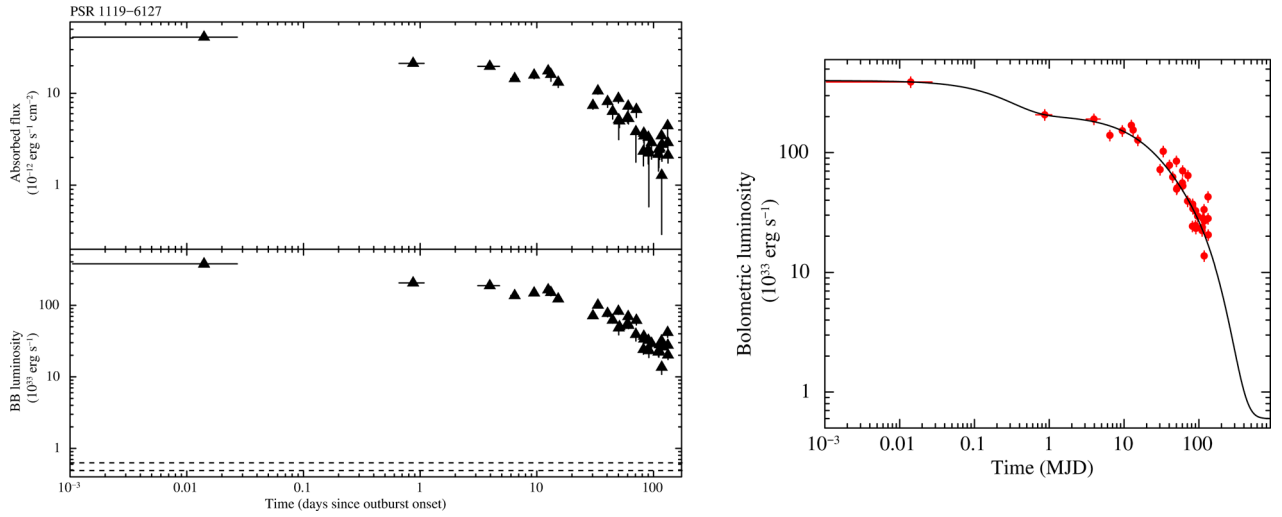 PSR 1119−6127
Absorbed flux
(10⁻¹² erg s⁻¹ cm⁻²)
10
1
BB luminosity
(10³³ erg s⁻¹)
100
10
1
10⁻³ 0.01 0.1 1 10 100
Time (days since outburst onset)
Bolometric luminosity
(10³³ erg s⁻¹)
100
10
1
10⁻³ 0.01 0.1 1 10 100
Time (MJD)